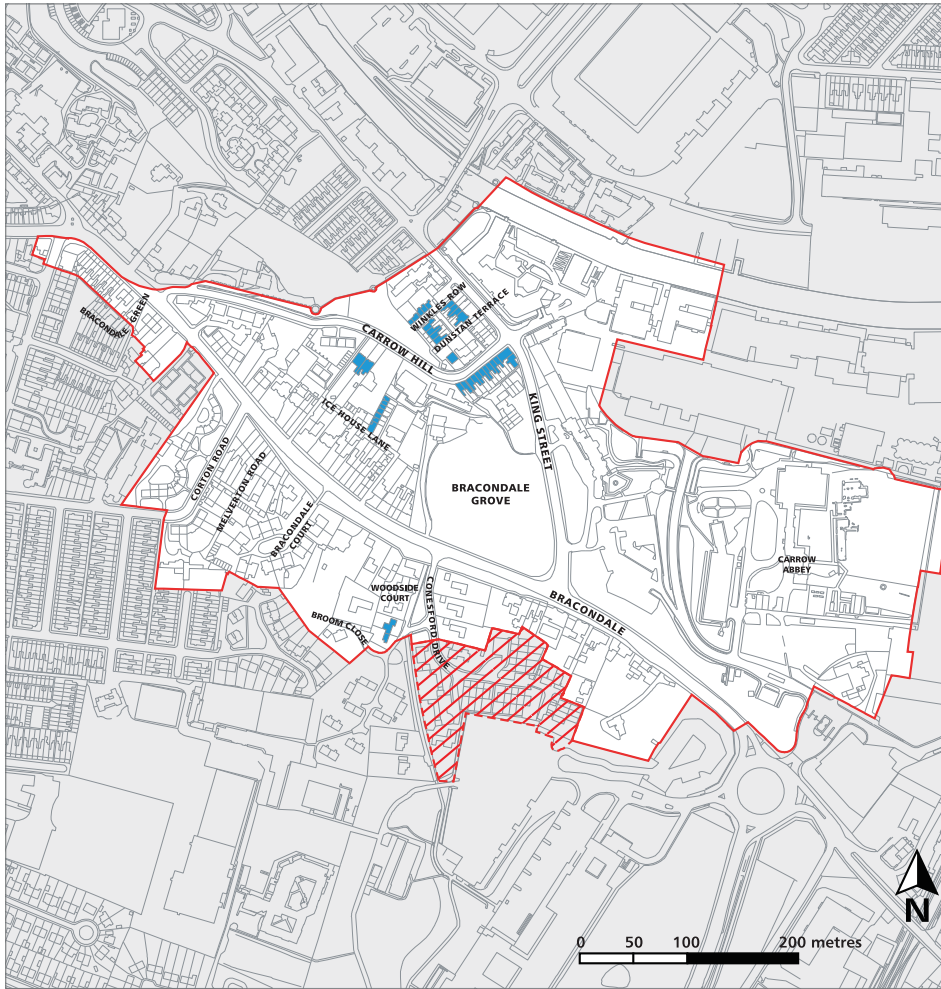 WINKLES ROW
DUNSTAN TERRACE
CARROW HILL
BRACONDALE GREEN
ICE HOUSE LANE
KING STREET
CORTON ROAD
MELVERTON ROAD
BRACONDALE
COURT
BRACONDALE
GROVE
CARROW
ABBEY
WOODSIDE
COURT
CONESFORD DRIVE
BRACONDALE
BROOM CLOSE
N
0 50 100 200 metres